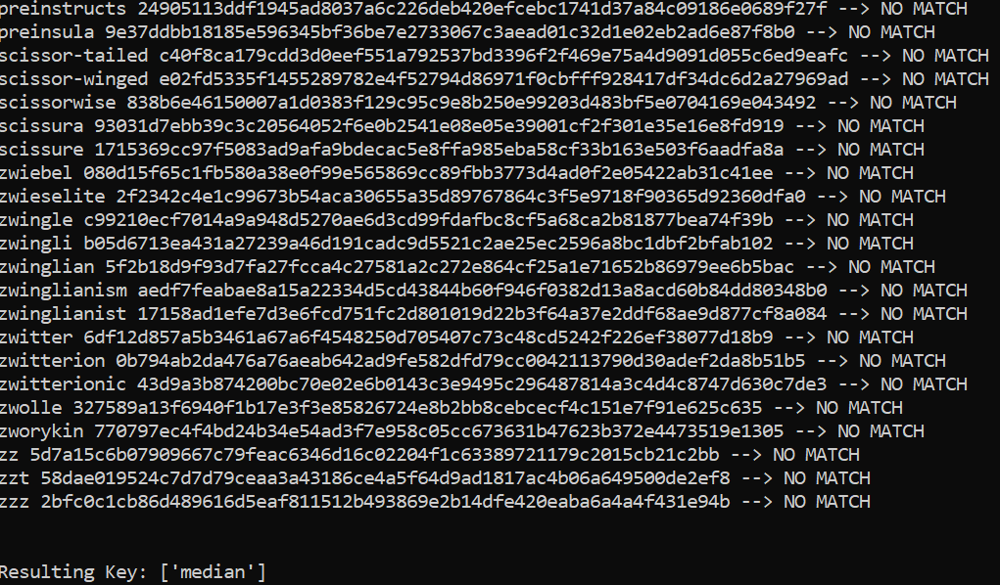 preinstructs 24905113ddf1945ad8037a6c226deb420efcebc1741d37a84c09186e0689f27f --> NO MATCH
preinsula 9e37ddbb18185e596345bf36be7e2733067c3aead01c32d1e02eb2ad6e87f8b0 --> NO MATCH
scissor-tailed c40f8ca179cdd3d0eef551a792537bd3396f2f469e75a4d9091d055c6ed9eafc --> NO MATCH
scissor-winged e02fd5335f1455289782e4f52794d86971f0cbfff928417df34dc6d2a27969ad --> NO MATCH
scissorwise 838b6e46150007a1d0383f129c95c9e8b250e99203d483bf5e0704169e043492 --> NO MATCH
scissura 93031d7ebb39c3c20564052f6e0b2541e08e05e39001cf2f301e35e16e8fd919 --> NO MATCH
scissure 1715369cc97f5083ad9afa9bdecac5e8ffa985eba58cf33b163e503f6aadfa8a --> NO MATCH
zwiebel 080d15f65c1fb580a38e0f99e565869cc89fbb3773d4ad0f2e05422ab31c41ee --> NO MATCH
zwieselite 2f2342c4e1c99673b54aca30655a35d89767864c3f5e9718f90365d92360dfa0 --> NO MATCH
zwingle c99210ecf7014a9a948d5270ae6d3cd99fdafbc8cf5a68ca2b81877bea74f39b --> NO MATCH
zwingli b05d6713ea431a27239a46d191cadc9d5521c2ae25ec2596a8bc1dbf2bfab102 --> NO MATCH
zwinglian 5f2b18d9f93d7fa27fcca4c27581a2c272e864cf25a1e71652b86979ee6b5bac --> NO MATCH
zwinglianism aedf7feabae8a15a22334d5cd43844b60f946f0382d13a8acd60b84dd80348b0 --> NO MATCH
zwinglianist 17158ad1efe7d3e6fcd751fc2d801019d22b3f64a37e2ddf68ae9d877cf8a084 --> NO MATCH
zwitter 6df12d857a5b3461a67a6f4548250d705407c73c48cd5242f226ef38077d18b9 --> NO MATCH
zwitterion 0b794ab2da476a76aeab642ad9fe582dfd79cc0042113790d30adef2da8b51b5 --> NO MATCH
zwitterionic 43d9a3b874200bc70e02e6b0143c3e9495c296487814a3c4d4c8747d630c7de3 --> NO MATCH
zwolle 327589a13f6940f1b17e3f3e85826724e8b2bb8cebcecf4c151e7f91e625c635 --> NO MATCH
zworykin 770797ec4f4bd24b34e54ad3f7e958c05cc673631b47623b372e4473519e1305 --> NO MATCH
zz 5d7a15c6b07909667c79feac6346d16c02204f1c63389721179c2015cb21c2bb --> NO MATCH
zzt 58dae019524c7d7d79ceaa3a43186ce4a5f64d9ad1817ac4b06a649500de2ef8 --> NO MATCH
zzz 2bfc0c1cb86d489616d5eaf811512b493869e2b14dfe420eaba6a4a4f431e94b --> NO MATCH
Resulting Key: ['median']